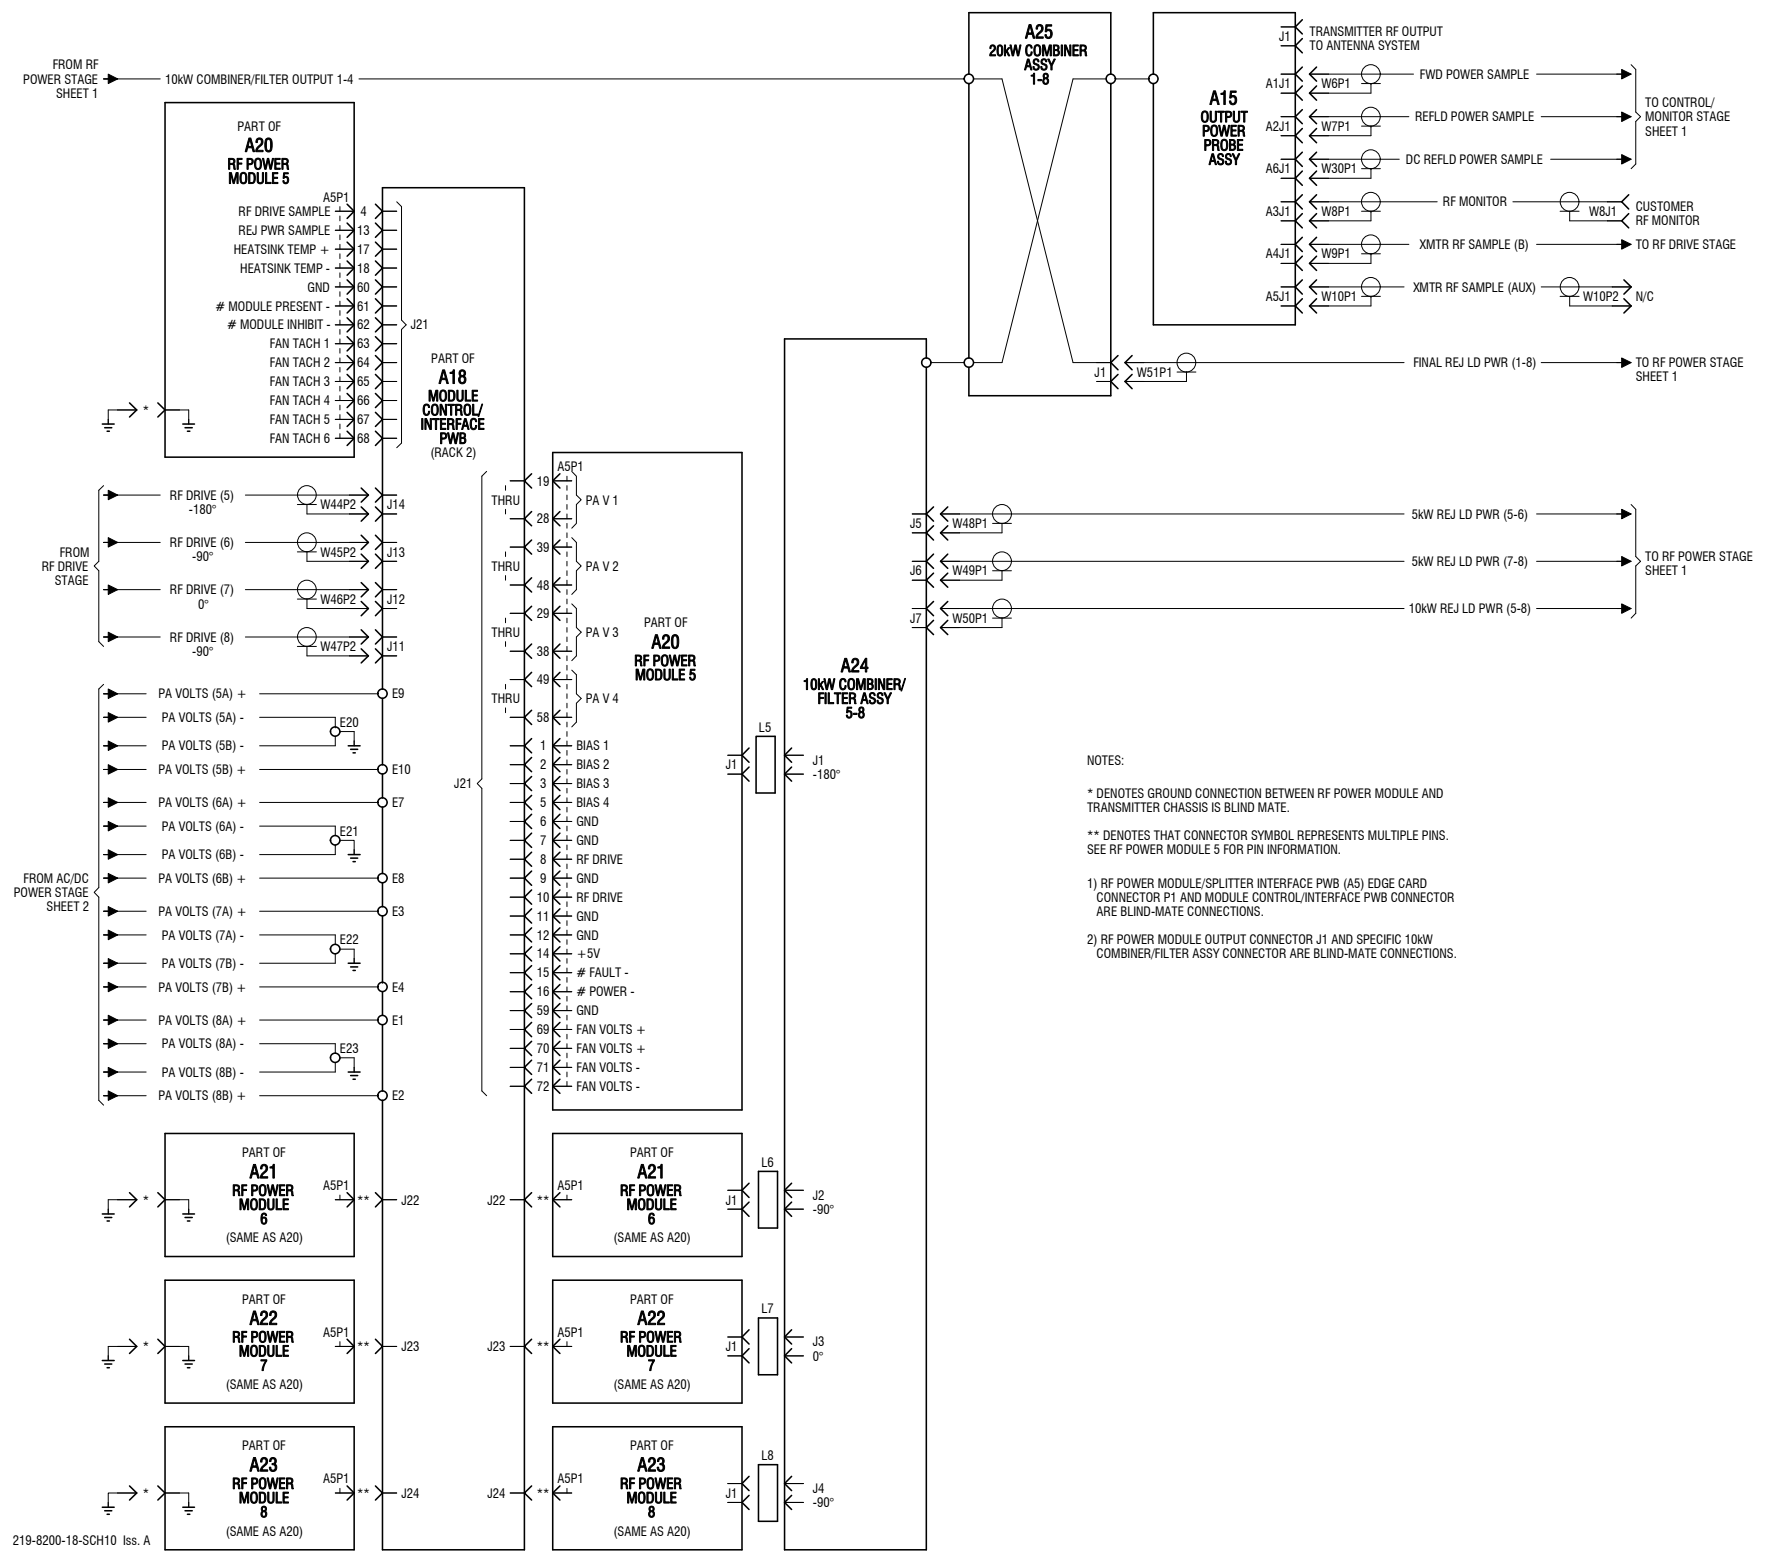 FROM RF
POWER STAGE
SHEET 1
10kW COMBINER/FILTER OUTPUT 1-4
A25
20kW COMBINER
ASSY
1-8
J1
W51P1
A15
OUTPUT
POWER
PROBE
ASSY
J1
TRANSMITTER RF OUTPUT
TO ANTENNA SYSTEM
A1J1
W6P1
FWD POWER SAMPLE
A2J1
W7P1
REFLD POWER SAMPLE
A6J1
W30P1
DC REFLD POWER SAMPLE
TO CONTROL/
MONITOR STAGE
SHEET 1
A3J1
W8P1
RF MONITOR
W8J1
CUSTOMER
RF MONITOR
A4J1
W9P1
XMTR RF SAMPLE (B)
TO RF DRIVE STAGE
A5J1
W10P1
XMTR RF SAMPLE (AUX)
W10P2
N/C
FINAL REJ LD PWR (1-8)
TO RF POWER STAGE
SHEET 1
PART OF
A20
RF POWER
MODULE 5
A5P1
RF DRIVE SAMPLE 4
REJ PWR SAMPLE 13
HEATSINK TEMP + 17
HEATSINK TEMP - 18
GND 60
# MODULE PRESENT - 61
# MODULE INHIBIT - 62
FAN TACH 1 63
FAN TACH 2 64
FAN TACH 3 65
FAN TACH 4 66
FAN TACH 5 67
FAN TACH 6 68
J21
*
PART OF
A18
MODULE
CONTROL/
INTERFACE
PWB
(RACK 2)
FROM
RF DRIVE
STAGE
RF DRIVE (5)
-180°
W44P2
J14
RF DRIVE (6)
-90°
W45P2
J13
RF DRIVE (7)
0°
W46P2
J12
RF DRIVE (8)
-90°
W47P2
J11
FROM AC/DC
POWER STAGE
SHEET 2
PA VOLTS (5A) + E9
PA VOLTS (5A) -
E20
PA VOLTS (5B) -
PA VOLTS (5B) + E10
PA VOLTS (6A) + E7
PA VOLTS (6A) -
E21
PA VOLTS (6B) -
PA VOLTS (6B) + E8
PA VOLTS (7A) + E3
PA VOLTS (7A) -
E22
PA VOLTS (7B) -
PA VOLTS (7B) + E4
PA VOLTS (8A) + E1
PA VOLTS (8A) -
E23
PA VOLTS (8B) -
PA VOLTS (8B) + E2
J21
A5P1
19
THRU PA V 1
28
39
THRU PA V 2
48
29
THRU PA V 3
38
49
THRU PA V 4
58
1 BIAS 1
2 BIAS 2
3 BIAS 3
5 BIAS 4
6 GND
7 GND
8 RF DRIVE
9 GND
10 RF DRIVE
11 GND
12 GND
14 +5V
15 # FAULT -
16 # POWER -
59 GND
69 FAN VOLTS +
70 FAN VOLTS +
71 FAN VOLTS -
72 FAN VOLTS -
PART OF
A20
RF POWER
MODULE 5
J1
L5
J1
-180°
A24
10kW COMBINER/
FILTER ASSY
5-8
J5
W48P1
5kW REJ LD PWR (5-6)
J6
W49P1
5kW REJ LD PWR (7-8)
J7
W50P1
10kW REJ LD PWR (5-8)
TO RF POWER STAGE
SHEET 1
NOTES:
* DENOTES GROUND CONNECTION BETWEEN RF POWER MODULE AND
TRANSMITTER CHASSIS IS BLIND MATE.
** DENOTES THAT CONNECTOR SYMBOL REPRESENTS MULTIPLE PINS.
SEE RF POWER MODULE 5 FOR PIN INFORMATION.
1) RF POWER MODULE/SPLITTER INTERFACE PWB (A5) EDGE CARD
CONNECTOR P1 AND MODULE CONTROL/INTERFACE PWB CONNECTOR
ARE BLIND-MATE CONNECTIONS.
2) RF POWER MODULE OUTPUT CONNECTOR J1 AND SPECIFIC 10kW
COMBINER/FILTER ASSY CONNECTOR ARE BLIND-MATE CONNECTIONS.
*
PART OF
A21
RF POWER
MODULE
6
(SAME AS A20)
A5P1
**
J22
J22
**
A5P1
PART OF
A21
RF POWER
MODULE
6
(SAME AS A20)
J1
L6
J2
-90°
*
PART OF
A22
RF POWER
MODULE
7
(SAME AS A20)
A5P1
**
J23
J23
**
A5P1
PART OF
A22
RF POWER
MODULE
7
(SAME AS A20)
J1
L7
J3
0°
*
PART OF
A23
RF POWER
MODULE
8
(SAME AS A20)
A5P1
**
J24
J24
**
A5P1
PART OF
A23
RF POWER
MODULE
8
(SAME AS A20)
J1
L8
J4
-90°
219-8200-18-SCH10 Iss. A